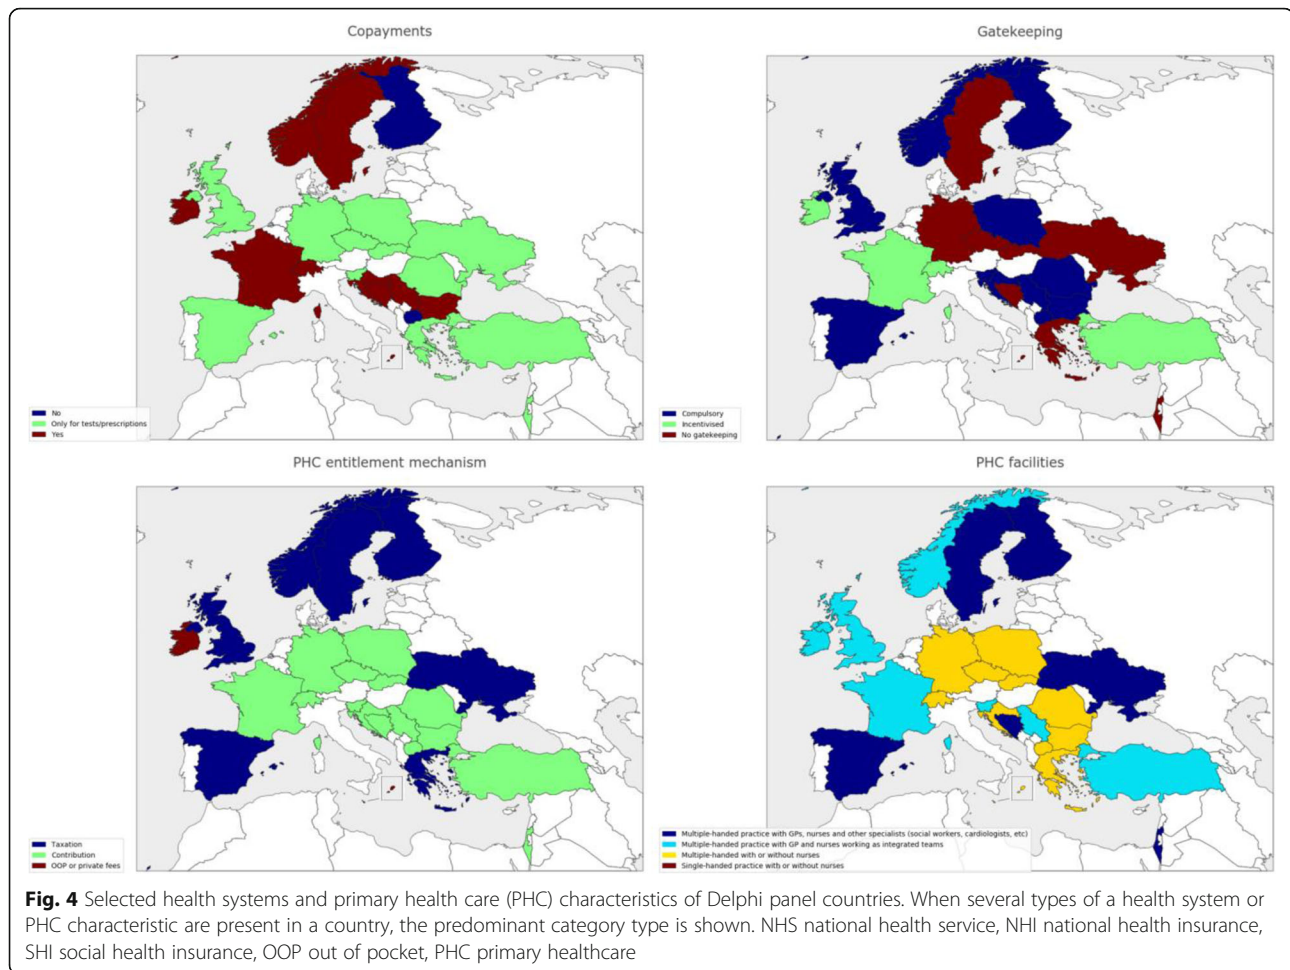 Copayments
Gatekeeping
No
Only for tests/prescriptions
Yes
Compulsory
Incentivised
No gatekeeping
PHC entitlement mechanism
PHC facilities
Taxation
Contribution
OOP or private fees
Multiple-handed practice with GPs, nurses and other specialists (social workers, cardiologists, etc)
Multiple-handed practice with GP and nurses working as integrated teams
Multiple-handed with or without nurses
Single-handed practice with or without nurses
Fig. 4 Selected health systems and primary health care (PHC) characteristics of Delphi panel countries. When several types of a health system or
PHC characteristic are present in a country, the predominant category type is shown. NHS national health service, NHI national health insurance,
SHI social health insurance, OOP out of pocket, PHC primary healthcare